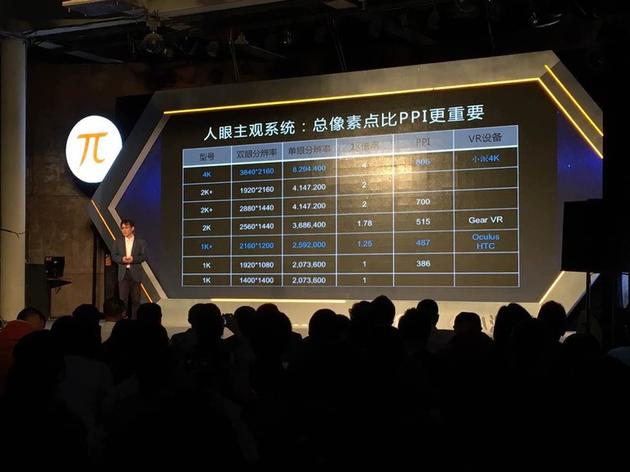 π
人眼主观系统：总像素点比PPI更重要
型号 双眼分辨率 单眼分辨率 PPI VR设备
4K 3840*2160 8.294.400 4 806 小派4K
2K+ 1920*2160 4.147.200 2
2K+ 2880*1440 4.147.200 2 700
2K 2560*1440 3,686,400 1.78 515 Gear VR
1K+ 2160*1200 2,592,000 1.25 487 Oculus HTC
1K 1920*1080 2,073,600 1 386
1K 1400*1400 2,073,600 1